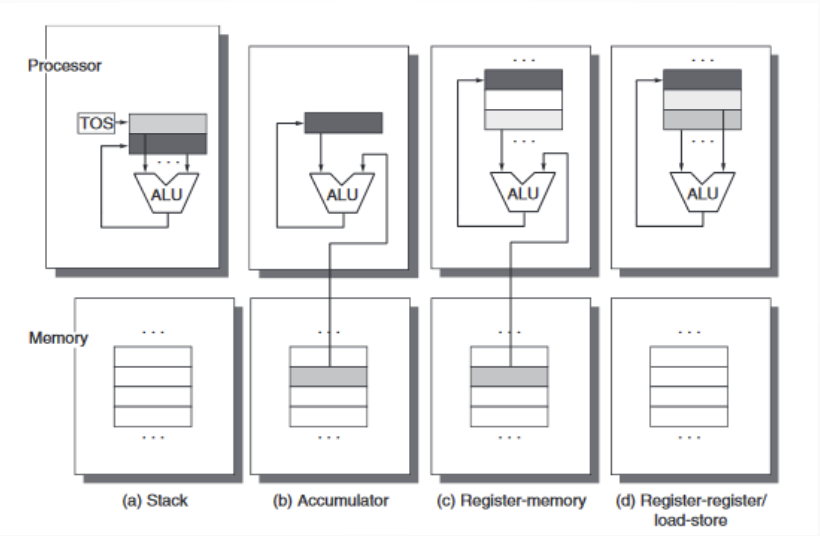 Processor
TOS
ALU
ALU
ALU
ALU
Memory
(a) Stack
(b) Accumulator
(c) Register-memory
(d) Register-register/
load-store